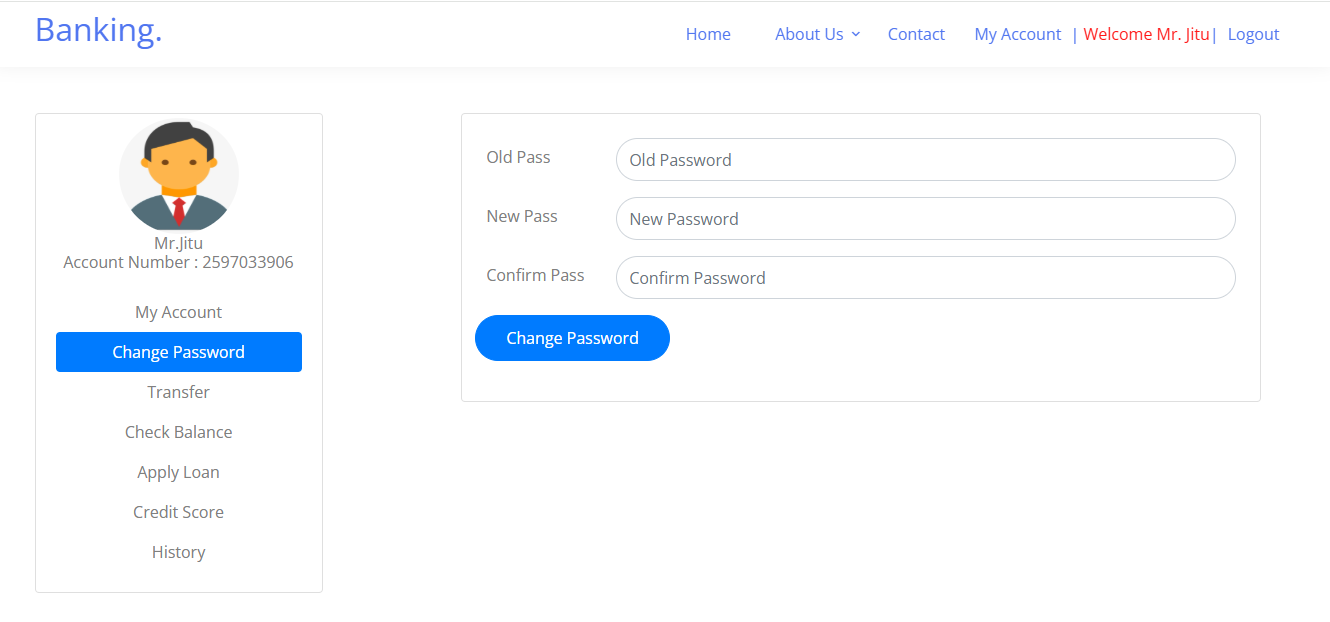 Banking.
Home About Us Contact My Account | Welcome Mr. Jitu| Logout
Mr.Jitu
Account Number : 2597033906
My Account
Change Password
Transfer
Check Balance
Apply Loan
Credit Score
History
Old Pass Old Password
New Pass New Password
Confirm Pass Confirm Password
Change Password